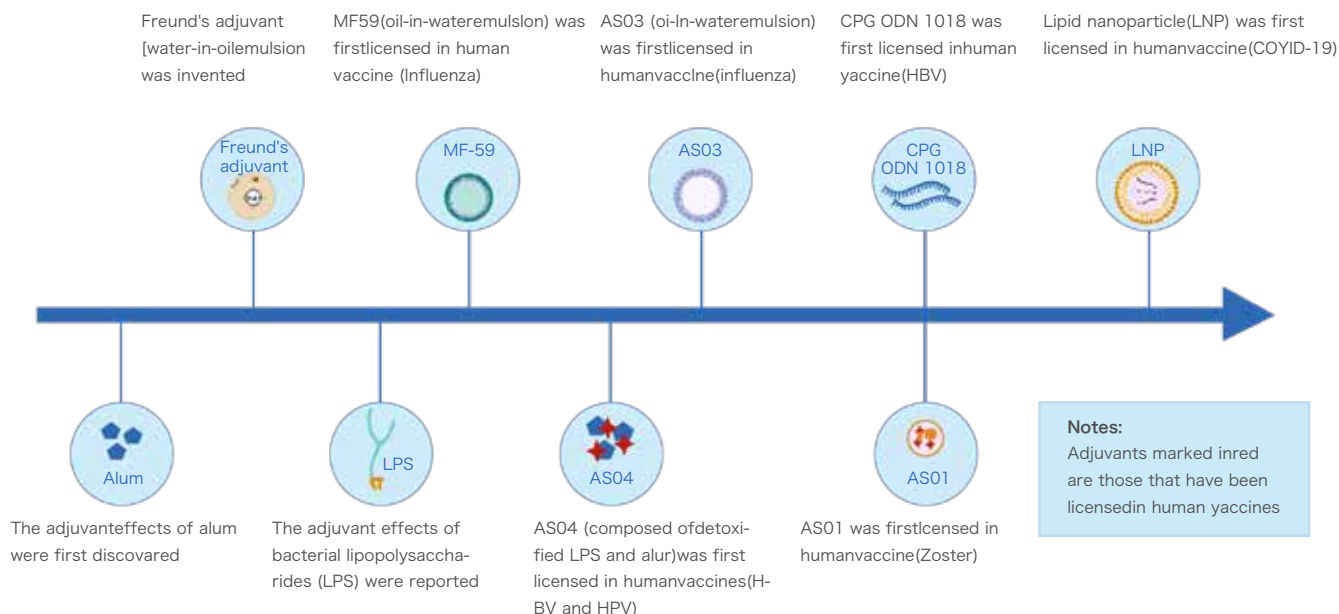 Freund's adjuvant
[water-in-oilemulsion
was invented
MF59(oil-in-wateremulslon) was
firstlicensed in human
vaccine (Influenza)
AS03 (oi-ln-wateremulsion)
was firstlicensed in
humanvacclne(influenza)
CPG ODN 1018 was
first licensed inhuman
yaccine(HBV)
Lipid nanoparticle(LNP) was first
licensed in humanvaccine(COYID-19)
Freund's
adjuvant
MF-59
AS03
CPG
ODN 1018
LNP
Alum
LPS
AS04
AS01
The adjuvanteffects of alum
were first discovared
The adjuvant effects of
bacterial lipopolysaccha-
rides (LPS) were reported
AS04 (composed ofdetoxi-
fied LPS and alur)was first
licensed in humanvaccines(H-
BV and HPV)
AS01 was firstlcensed in
humanvaccine(Zoster)
Notes:
Adjuvants marked inred
are those that have been
licensedin human yaccines